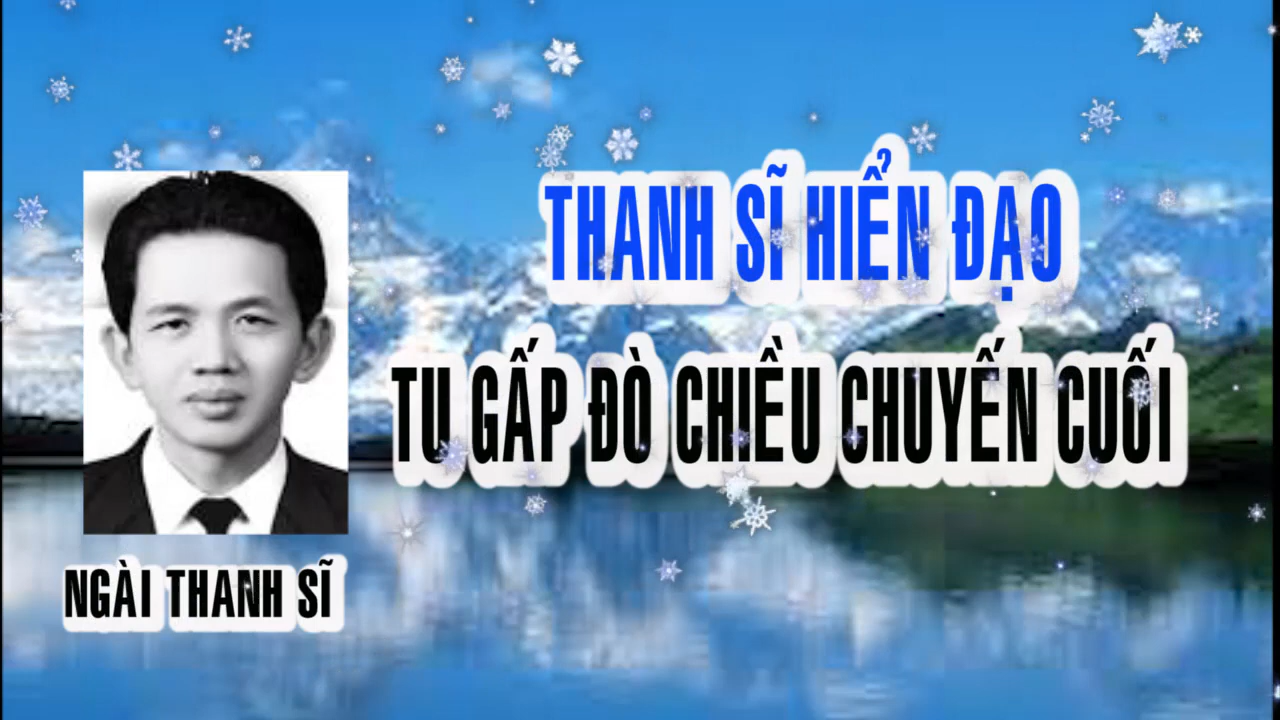 THANH SĨ HIỂN ĐẠO
TU GẤP ĐÒ CHIỀU CHUYẾN CUỐI
NGÀI THANH SĨ